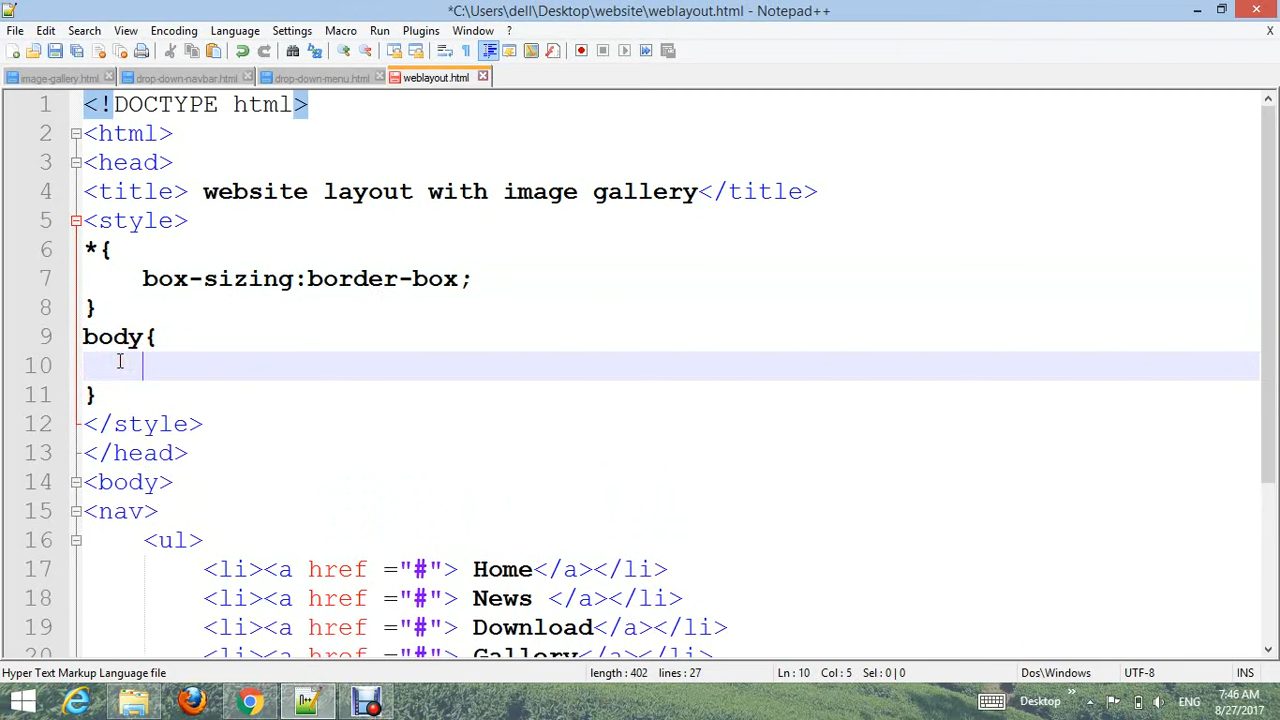 *C:\Users\dell\Desktop\website\weblayout.html - Notepad++
File Edit Search View Encoding Language Settings Macro Run Plugins Window ? X
image-gallery.html drop-down-navbar.html drop-down-menu.html weblayout.html
1 <!DOCTYPE html>
2 <html>
3 <head>
4 <title> website layout with image gallery</title>
5 <style>
6 *{
7 box-sizing:border-box;
8 }
9 body{
10
11 }
12 </style>
13 </head>
14 <body>
15 <nav>
16 <ul>
17 <li><a href ="#"> Home</a></li>
18 <li><a href ="#"> News </a></li>
19 <li><a href ="#"> Download</a></li>
20 <li><a href ="#"> Gallery</a></li>
Hyper Text Markup Language file length : 402 lines : 27 Ln : 10 Col : 5 Sel : 0 | 0 Dos\Windows UTF-8 INS
Desktop ENG 7:46 AM
8/27/2017